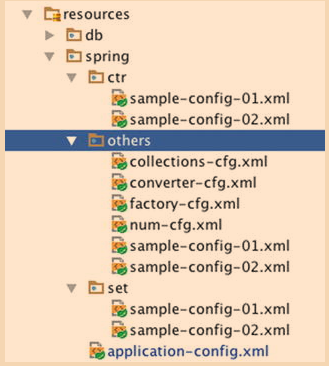 resources
db
spring
ctr
sample-config-01.xml
sample-config-02.xml
others
collections-cfg.xml
converter-cfg.xml
factory-cfg.xml
num-cfg.xml
sample-config-01.xml
sample-config-02.xml
set
sample-config-01.xml
sample-config-02.xml
application-config.xml